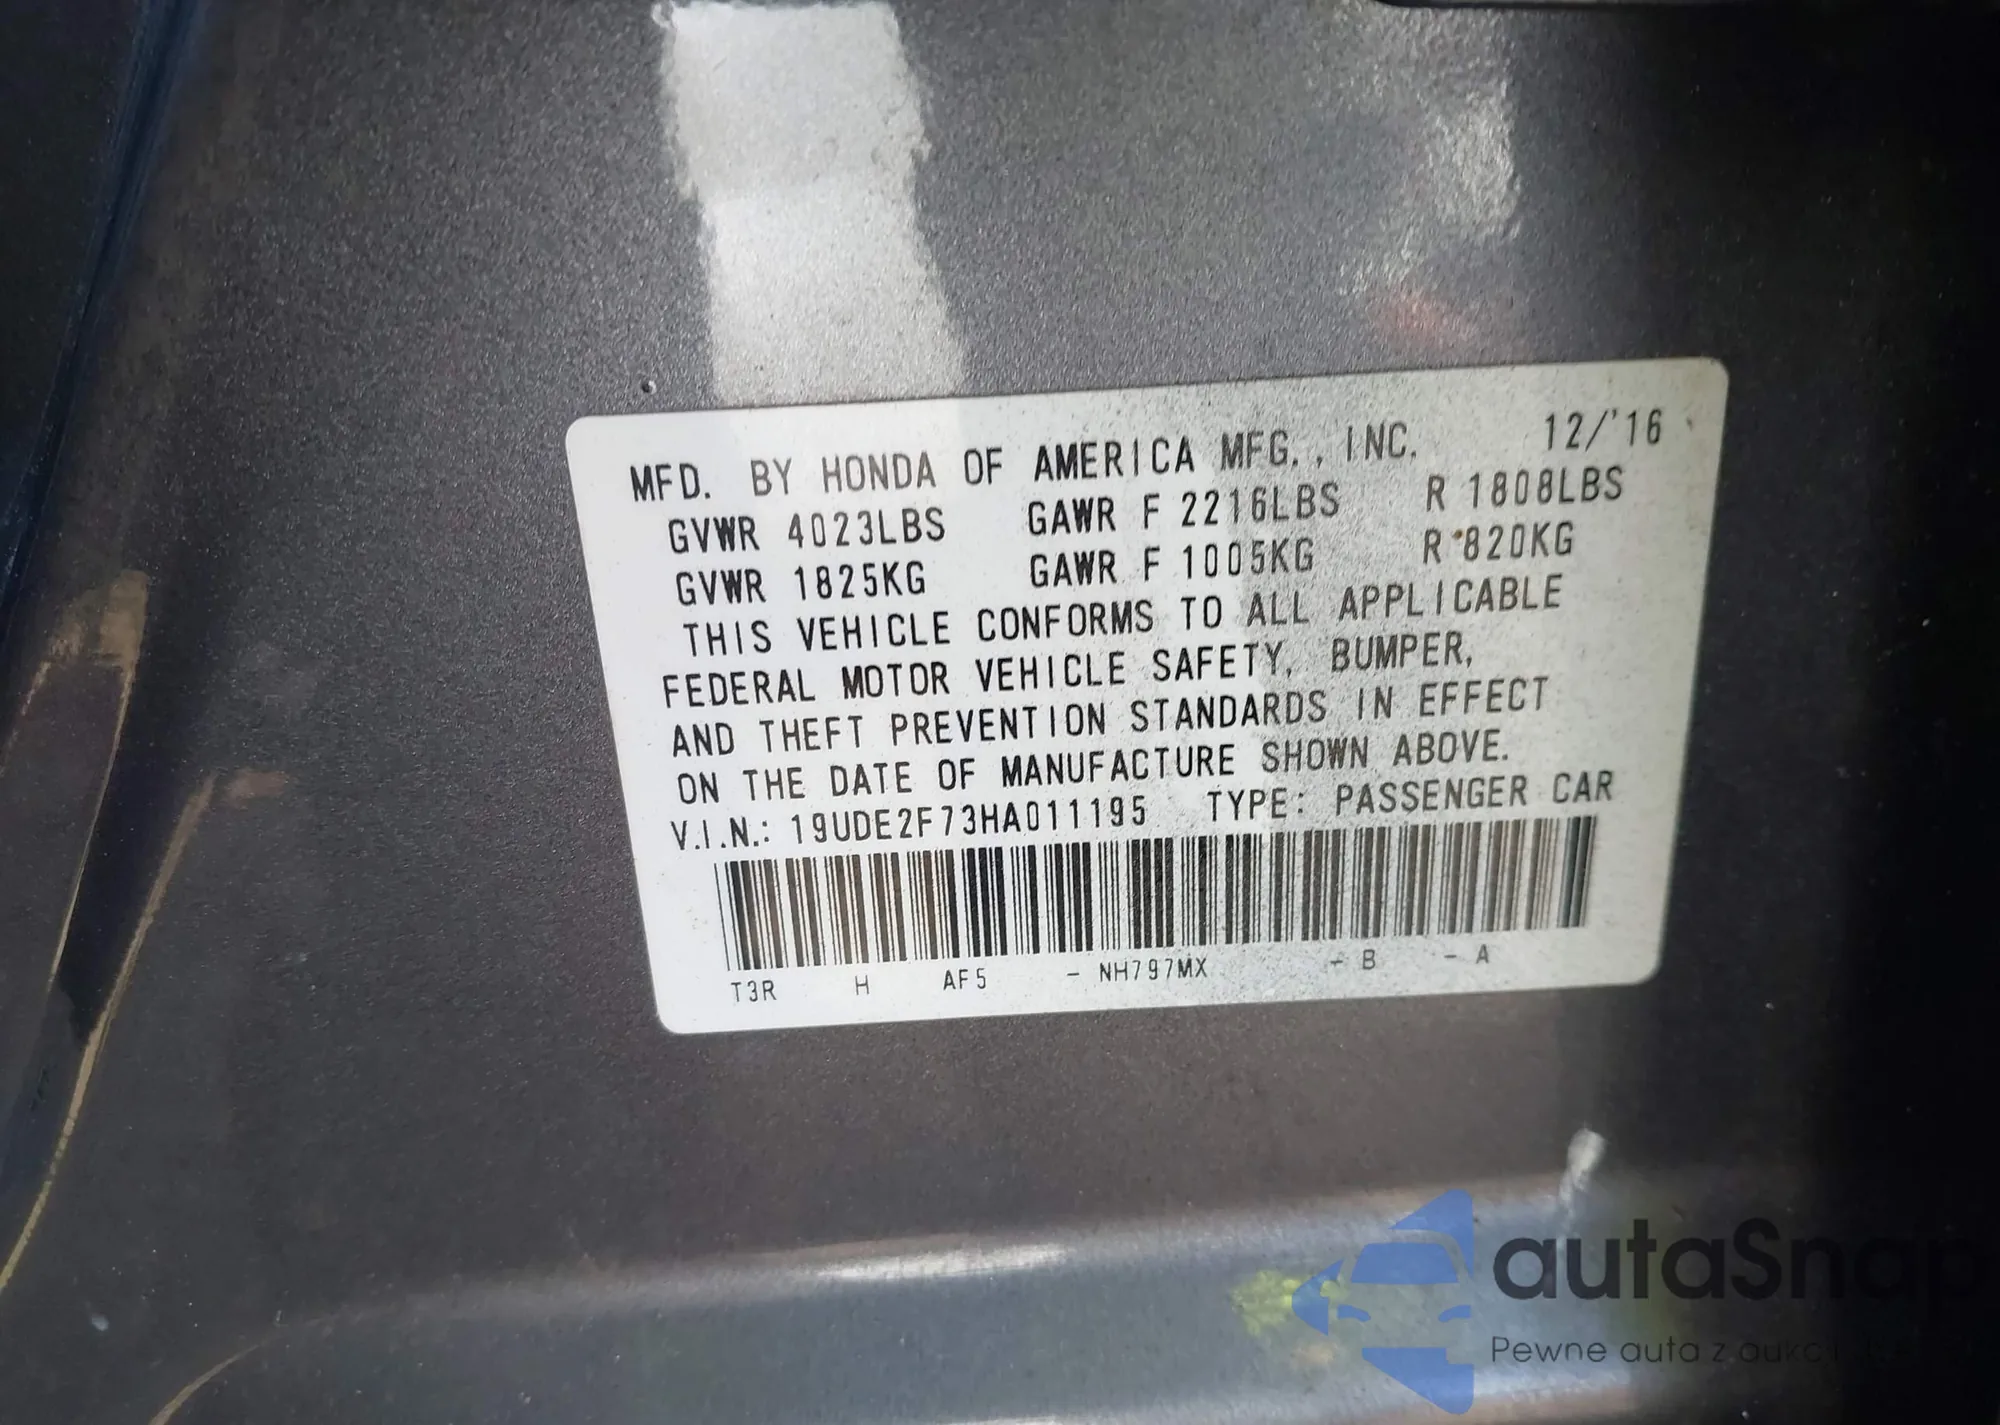 MFD. BY HONDA OF AMERICA MFG., INC. 12/'16
GVWR 4023LBS GAWR F 2216LBS R 1808LBS
GVWR 1825KG GAWR F 1005KG R 820KG
THIS VEHICLE CONFORMS TO ALL APPLICABLE
FEDERAL MOTOR VEHICLE SAFETY, BUMPER,
AND THEFT PREVENTION STANDARDS IN EFFECT
ON THE DATE OF MANUFACTURE SHOWN ABOVE.
V.I.N.: 19UDE2F73HA011195 TYPE: PASSENGER CAR
T3R H AF5 - NH797MX - B - A
autaSnap
Pewne auta z